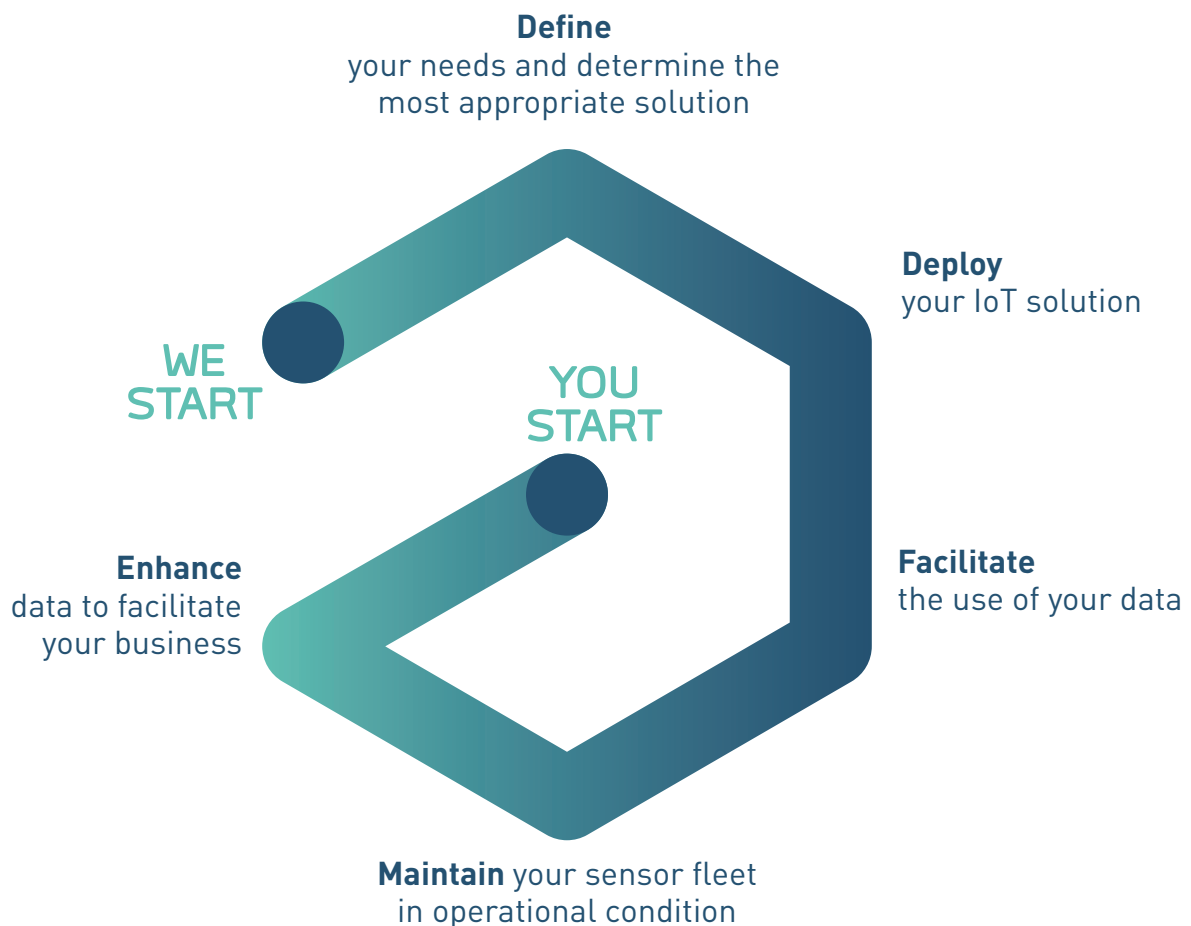 Define
your needs and determine the
most appropriate solution
Deploy
your IoT solution
WE
START
YOU
START
Enhance
data to facilitate
your business
Facilitate
the use of your data
Maintain your sensor fleet
in operational condition